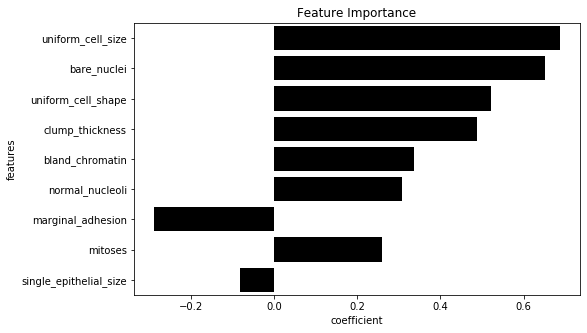 Feature Importance
uniform_cell_size
bare_nuclei
uniform_cell_shape
clump_thickness
bland_chromatin
normal_nucleoli
marginal_adhesion
mitoses
single_epithelial_size
features
−0.2 0.0 0.2 0.4 0.6
coefficient